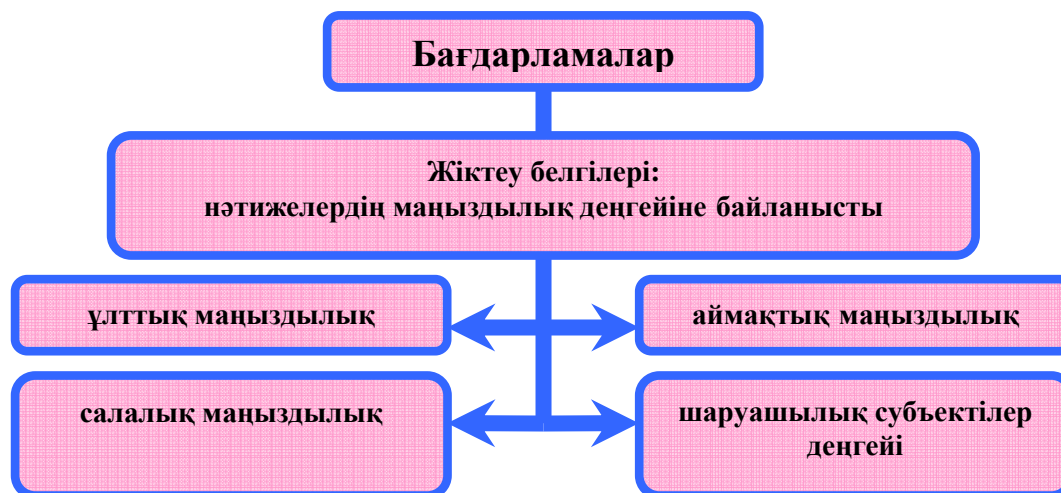 Бағдарламалар
Жіктеу белгілері:
нәтижелердің маңыздылық деңгейіне байланысты
ұлттық маңыздылық
аймақтық маңыздылық
салалық маңыздылық
шаруашылық субъектілер
деңгейі